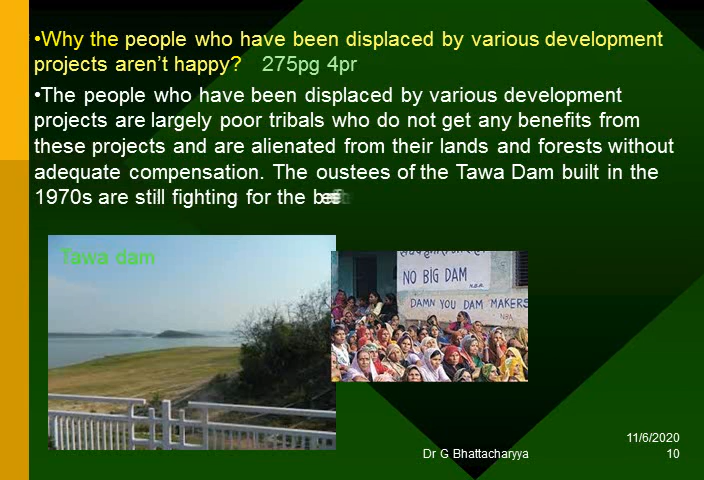 •Why the people who have been displaced by various development
projects aren’t happy? 275pg 4pr
•The people who have been displaced by various development
projects are largely poor tribals who do not get any benefits from
these projects and are alienated from their lands and forests without
adequate compensation. The oustees of the Tawa Dam built in the
1970s are still fighting for the
Tawa dam
NO BIG DAM
DAMN YOU DAM MAKERS
NBA
11/6/2020
Dr G Bhattacharyya
10